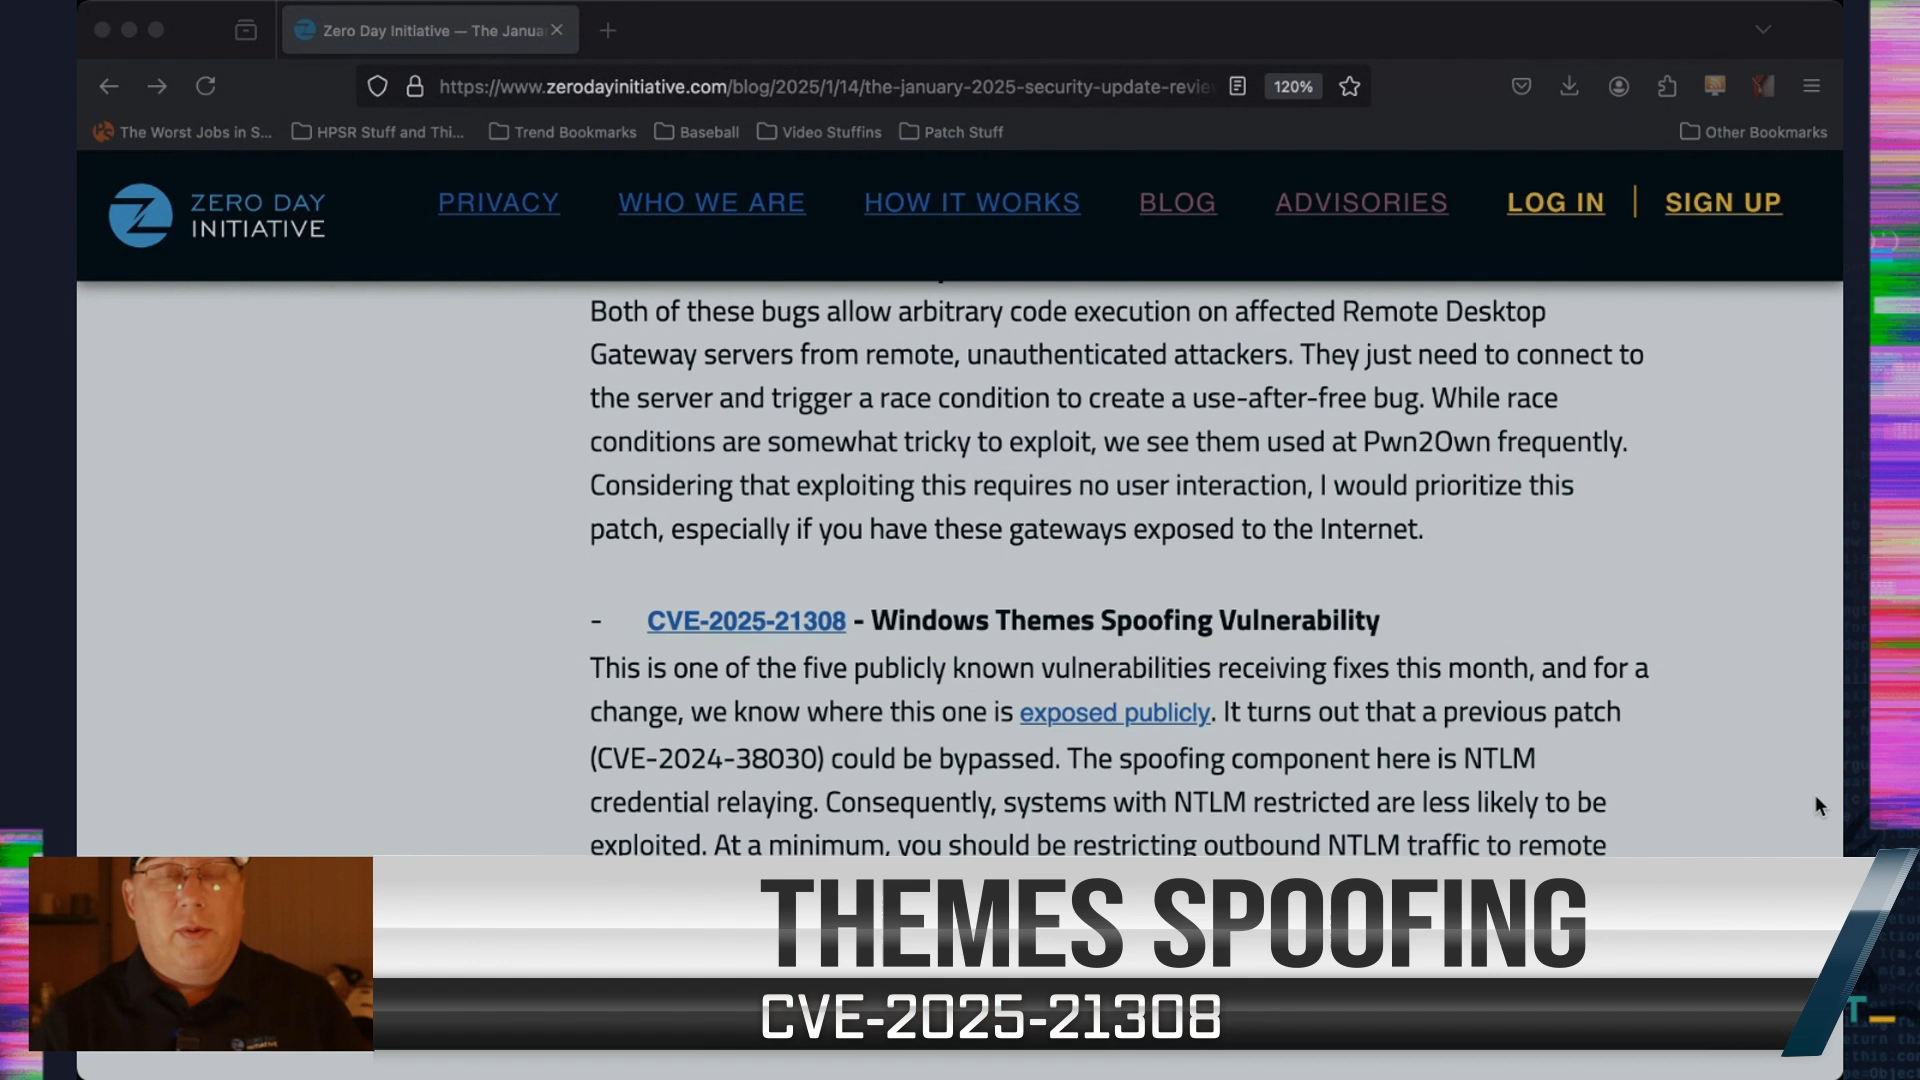 Zero Day Initiative — The Janua
https://www.zerodayinitiative.com/blog/2025/1/14/the-january-2025-security-update-revie
120%
The Worst Jobs in S...
HPSR Stuff and Thi...
Trend Bookmarks
Baseball
Video Stuffins
Patch Stuff
Other Bookmarks
ZERO DAY
INITIATIVE
PRIVACY
WHO WE ARE
HOW IT WORKS
BLOG
ADVISORIES
LOG IN
SIGN UP
Both of these bugs allow arbitrary code execution on affected Remote Desktop
Gateway servers from remote, unauthenticated attackers. They just need to connect to
the server and trigger a race condition to create a use-after-free bug. While race
conditions are somewhat tricky to exploit, we see them used at Pwn2Own frequently.
Considering that exploiting this requires no user interaction, I would prioritize this
patch, especially if you have these gateways exposed to the Internet.
- CVE-2025-21308 - Windows Themes Spoofing Vulnerability
This is one of the five publicly known vulnerabilities receiving fixes this month, and for a
change, we know where this one is exposed publicly. It turns out that a previous patch
(CVE-2024-38030) could be bypassed. The spoofing component here is NTLM
credential relaying. Consequently, systems with NTLM restricted are less likely to be
exploited. At a minimum, you should be restricting outbound NTLM traffic to remote
THEMES SPOOFING
CVE-2025-21308